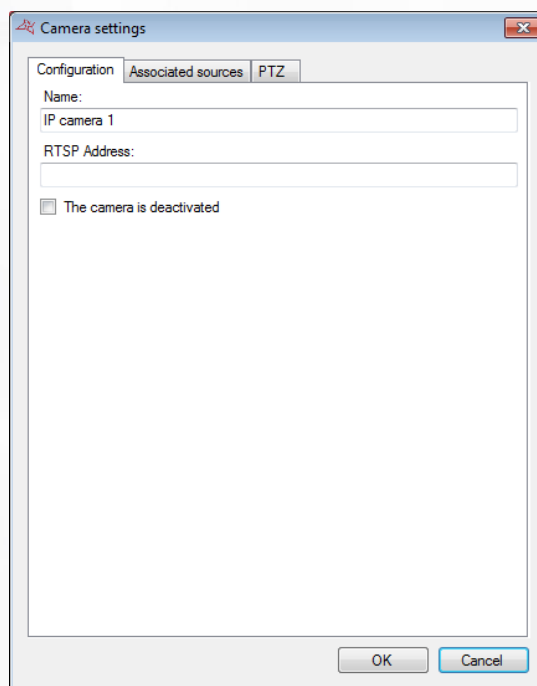 Camera settings
Configuration Associated sources PTZ
Name:
IP camera 1
RTSP Address:
The camera is deactivated
OK Cancel